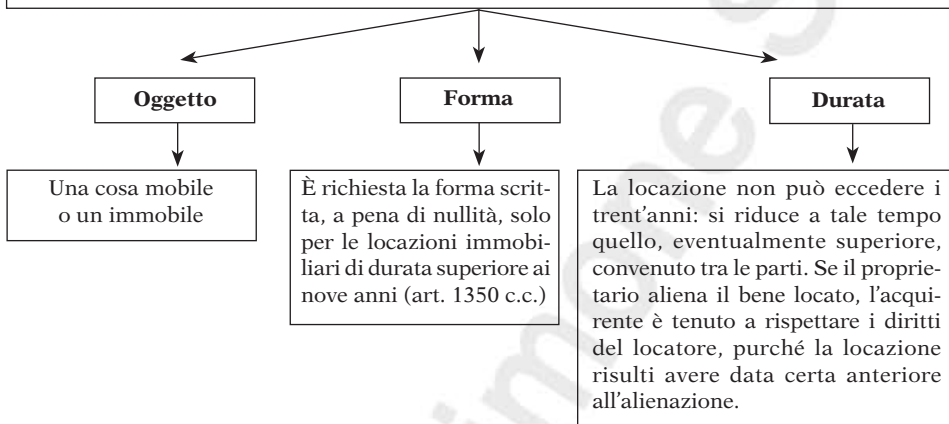 Oggetto
Forma
Durata
Una cosa mobile
o un immobile
È richiesta la forma scrit-
ta, a pena di nullità, solo
per le locazioni immobi-
liari di durata superiore ai
nove anni (art. 1350 c.c.)
La locazione non può eccedere i
trent'anni: si riduce a tale tempo
quello, eventualmente superiore,
convenuto tra le parti. Se il proprie-
tario aliena il bene locato, l'acqui-
rente è tenuto a rispettare i diritti
del locatore, purché la locazione
risulti avere data certa anteriore
all'alienazione.